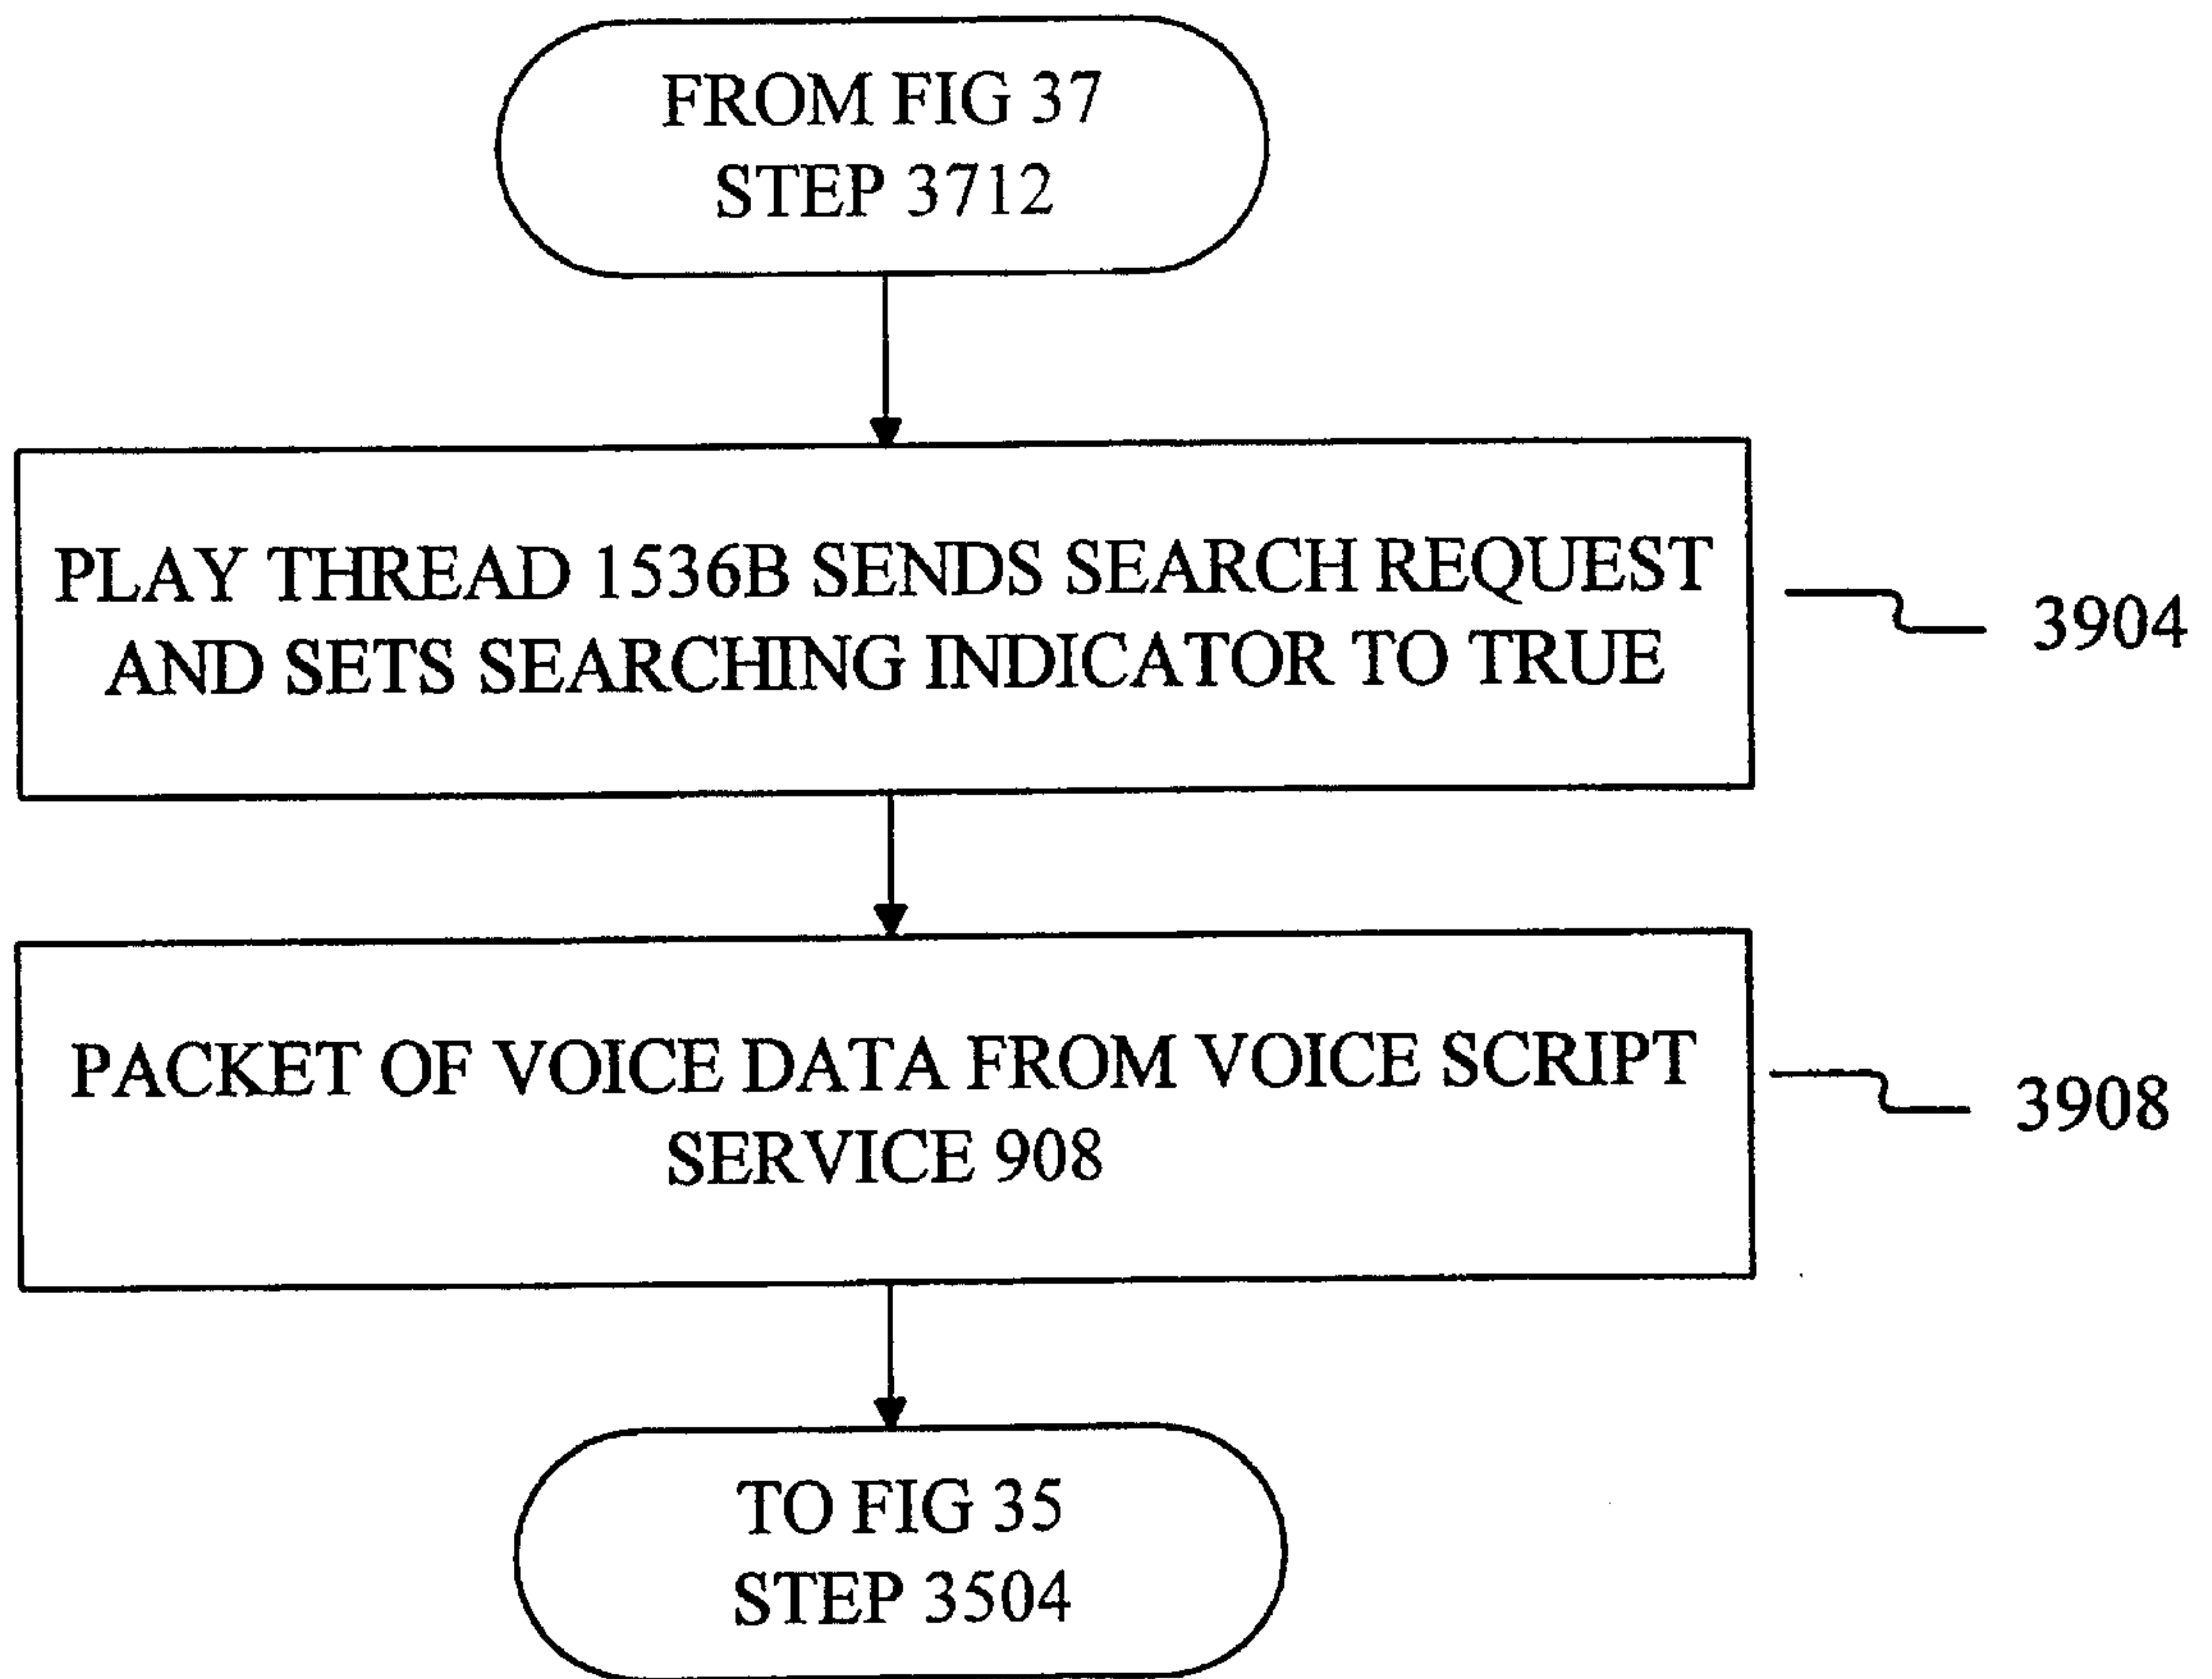 FROM FIG 37
STEP 3712
PLAY THREAD 1536B SENDS SEARCH REQUEST
AND SETS SEARCHING INDICATOR TO TRUE
3904
PACKET OF VOICE DATA FROM VOICE SCRIPT
SERVICE 908
3908
TO FIG 35
STEP 3504